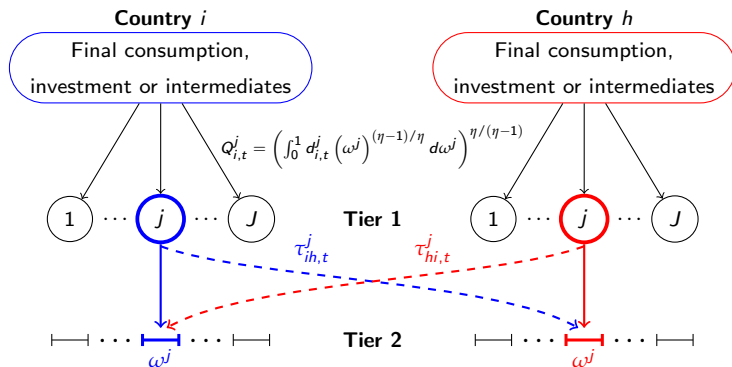 Country i Country h
Final consumption, Final consumption,
investment or intermediates investment or intermediates
Q^j_{i,t} = ( ∫_0^1 d^j_{i,t} (ω^j)^{(η−1)/η} dω^j )^{η/(η−1)}
1 ··· j ··· J Tier 1 1 ··· j ··· J
τ^j_{ih,t} τ^j_{hi,t}
··· ··· Tier 2 ··· ···
ω^j ω^j